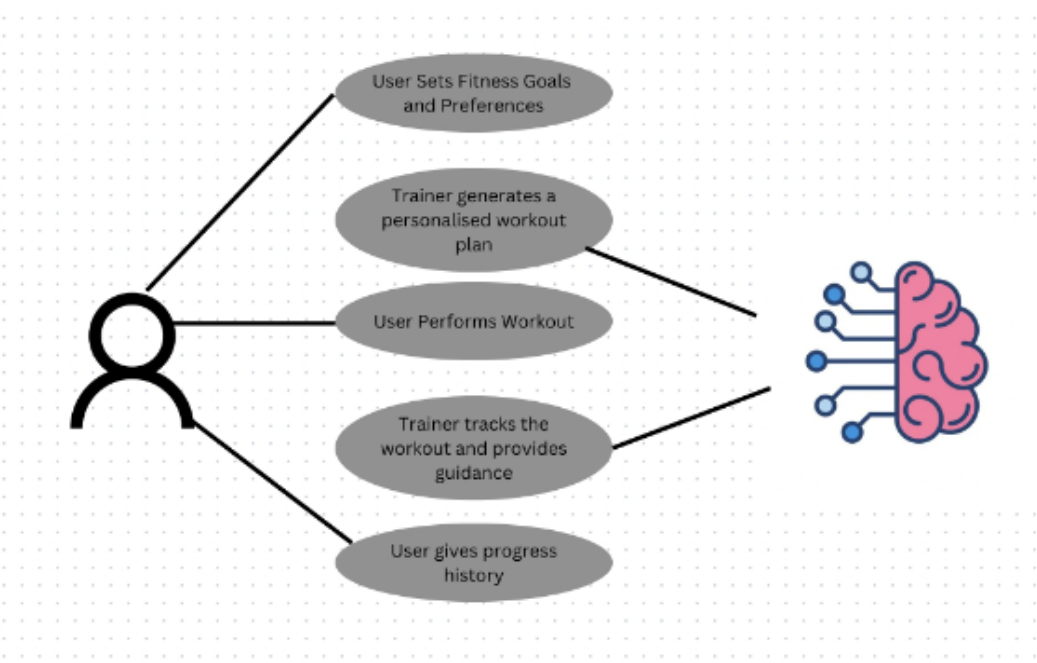 User Sets Fitness Goals
and Preferences
Trainer generates a
personalised workout
plan
User Performs Workout
Trainer tracks the
workout and provides
guidance
User gives progress
history